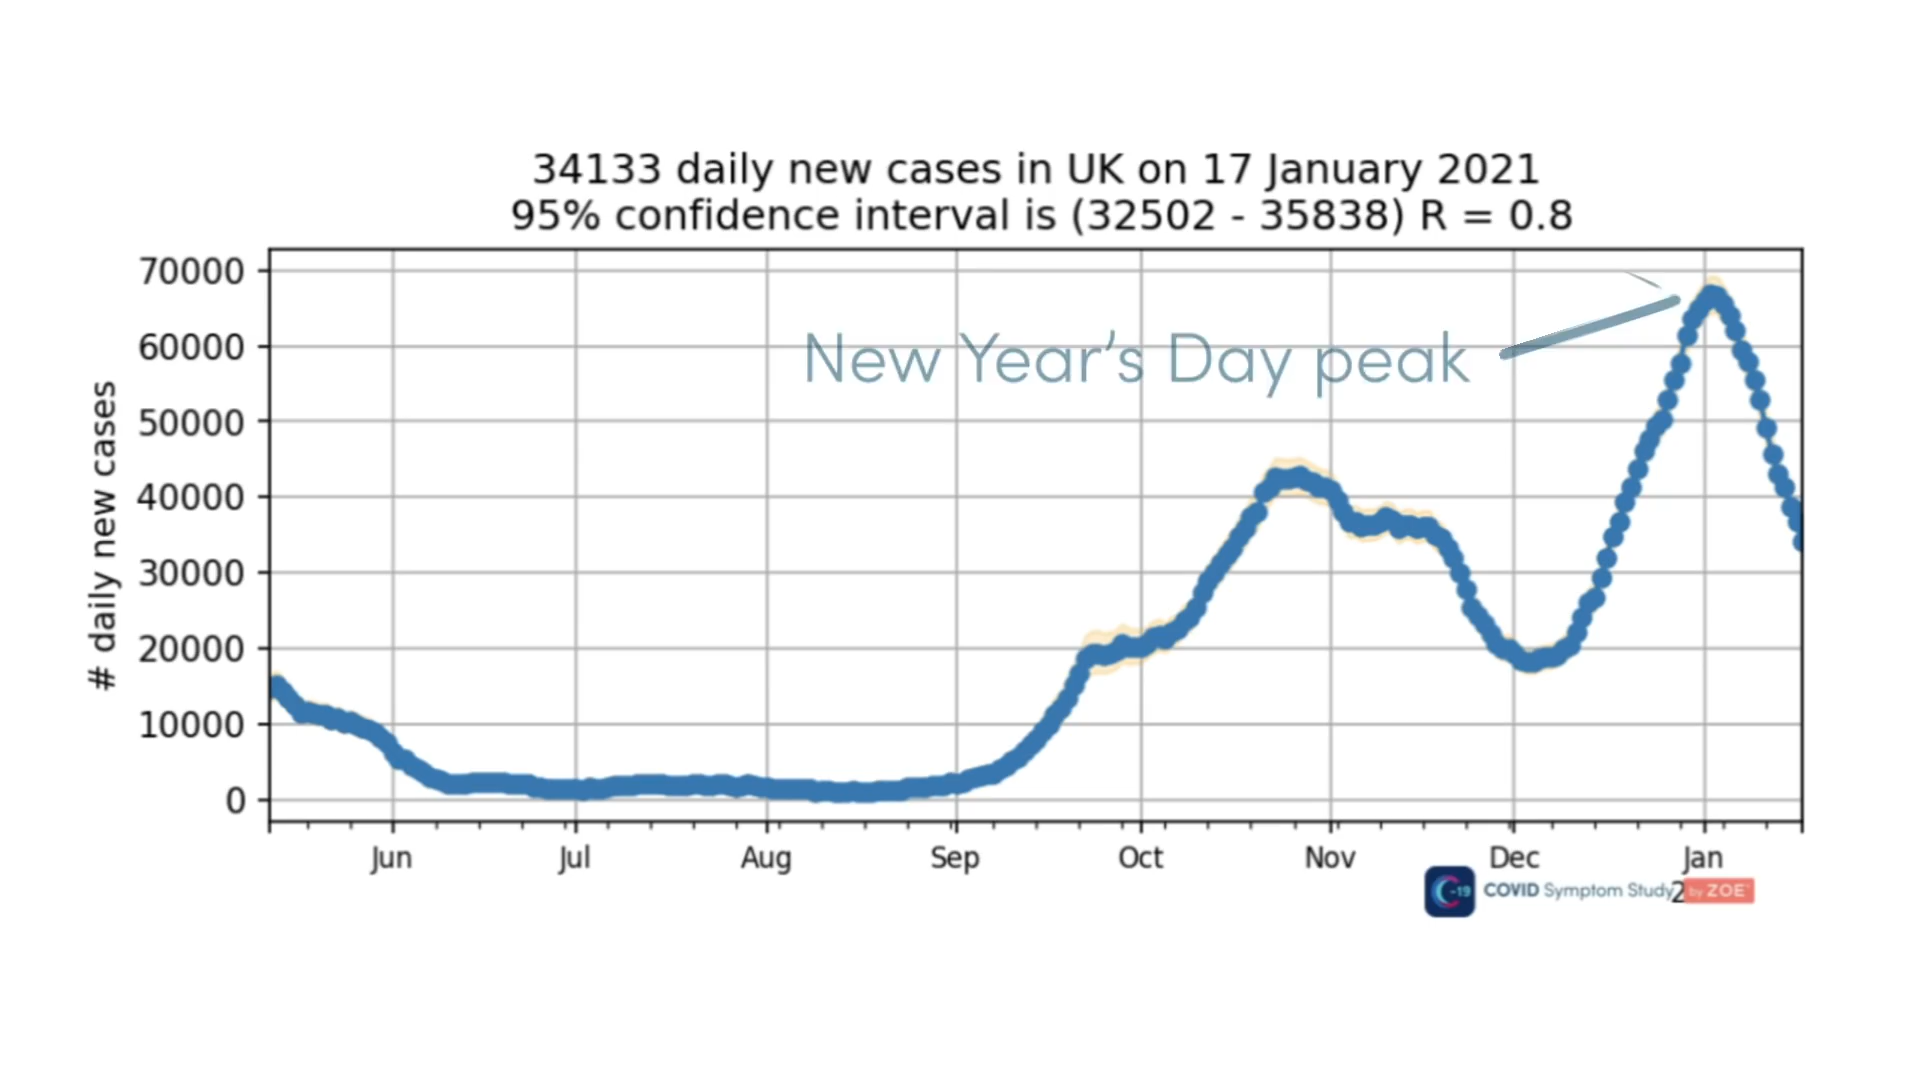 34133 daily new cases in UK on 17 January 2021
95% confidence interval is (32502 - 35838) R = 0.8
# daily new cases
70000
60000
50000
40000
30000
20000
10000
0
New Year’s Day peak
Jun Jul Aug Sep Oct Nov Dec Jan
C-19 COVID Symptom Study by ZOE